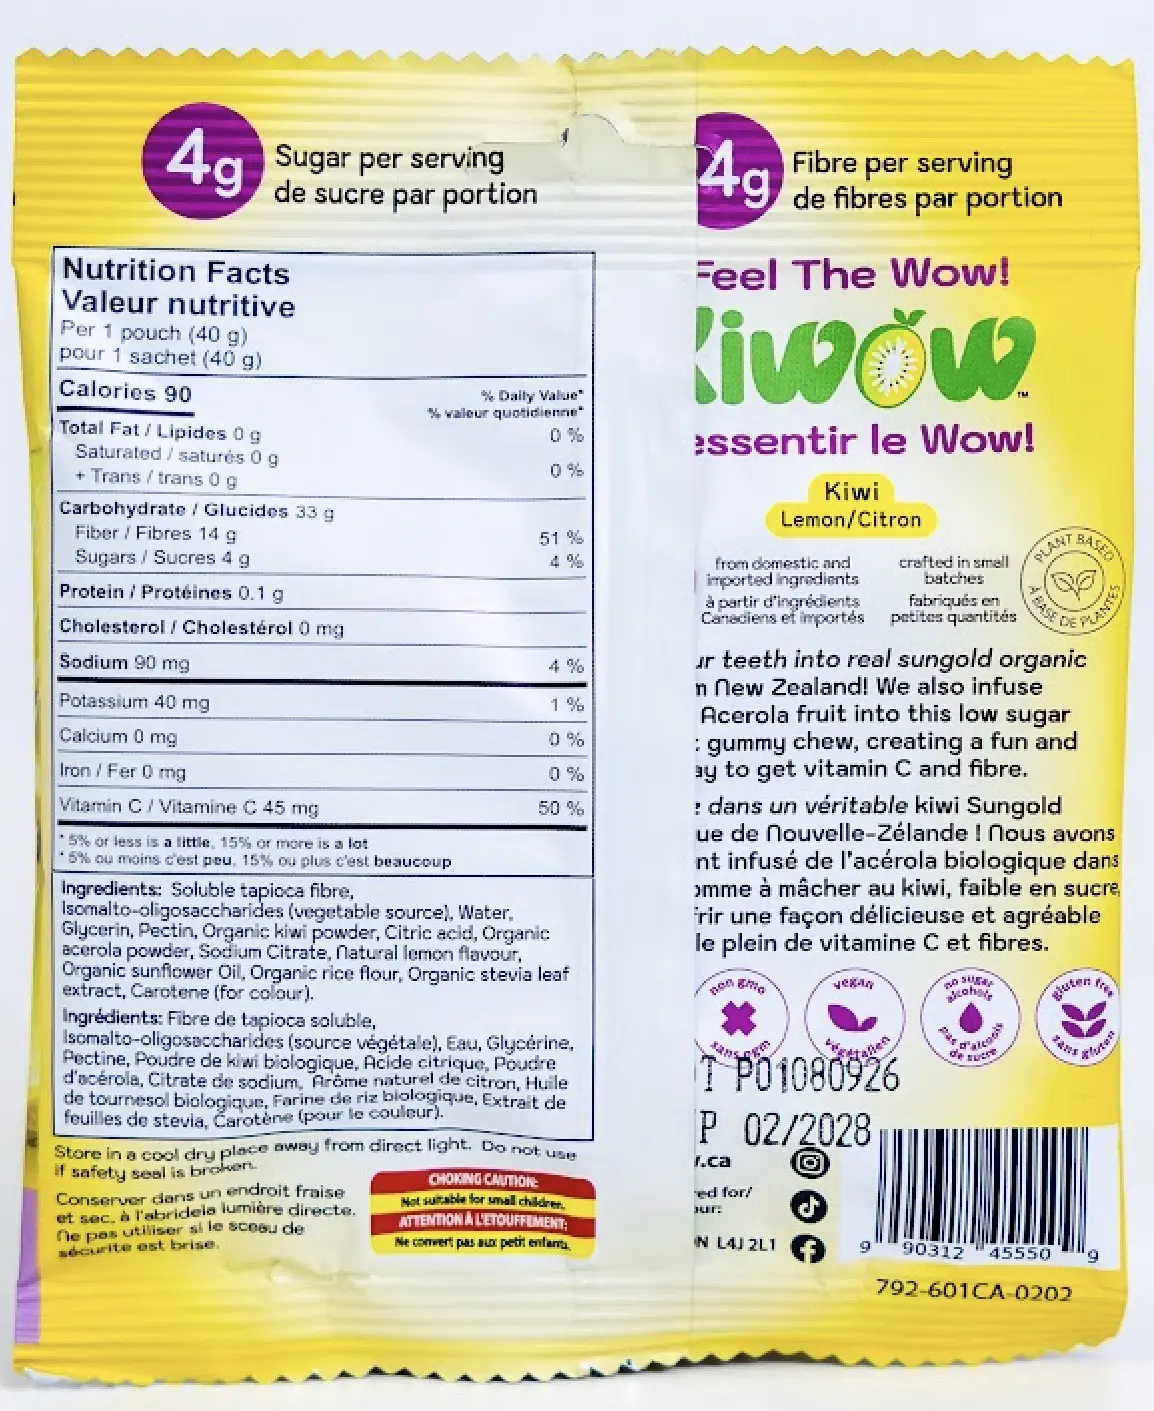 4g
Sugar per serving
de sucre par portion
4g
Fibre per serving
de fibres par portion
Nutrition Facts
Valeur nutritive
Per 1 pouch (40 g)
pour 1 sachet (40 g)
Calories 90
% Daily Value*
% valeur quotidienne*
Total Fat / Lipides 0 g 0 %
Saturated / saturés 0 g
+ Trans / trans 0 g 0 %
Carbohydrate / Glucides 33 g
Fiber / Fibres 14 g 51 %
Sugars / Sucres 4 g 4 %
Protein / Protéines 0.1 g
Cholesterol / Cholestérol 0 mg
Sodium 90 mg 4 %
Potassium 40 mg 1 %
Calcium 0 mg 0 %
Iron / Fer 0 mg 0 %
Vitamin C / Vitamine C 45 mg 50 %
* 5% or less is a little, 15% or more is a lot
* 5% ou moins c'est peu, 15% ou plus c'est beaucoup
Ingredients: Soluble tapioca fibre,
Isomalto-oligosaccharides (vegetable source), Water,
Glycerin, Pectin, Organic kiwi powder, Citric acid, Organic
acerola powder, Sodium Citrate, Natural lemon flavour,
Organic sunflower Oil, Organic rice flour, Organic stevia leaf
extract, Carotene (for colour).
Ingrédients: Fibre de tapioca soluble,
Isomalto-oligosaccharides (source végétale), Eau, Glycérine,
Pectine, Poudre de kiwi biologique, Acide citrique, Poudre
d'acérola, Citrate de sodium, Arôme naturel de citron, Huile
de tournesol biologique, Farine de riz biologique, Extrait de
feuilles de stevia, Carotène (pour le couleur).
Store in a cool dry place away from direct light. Do not use
if safety seal is broken.
Conserver dans un endroit fraise
et sec, à l'abridela lumière directe.
Ne pas utiliser si le sceau de
sécurite est brise.
CHOKING CAUTION:
Not suitable for small children.
ATTENTION À L'ETOUFFEMENT:
Ne convert pas aux petit enfants.
Feel The Wow!
Kiwow™
essentir le Wow!
Kiwi
Lemon/Citron
from domestic and
imported ingredients
à partir d'ingrédients
Canadiens et importés
crafted in small
batches
fabriqués en
petites quantités
PLANT BASED
À BASE DE PLANTES
ur teeth into real sungold organic
m New Zealand! We also infuse
Acerola fruit into this low sugar
gummy chew, creating a fun and
ay to get vitamin C and fibre.
dans un véritable kiwi Sungold
ue de Nouvelle-Zélande ! Nous avons
nt infusé de l'acérola biologique dans
omme à mâcher au kiwi, faible en sucre,
frir une façon délicieuse et agréable
le plein de vitamine C et fibres.
non gmo
sans ogm
vegan
végétalien
no sugar
alcohols
pas d'alcools
de sucre
gluten free
sans gluten
T P01080926
P 02/2028
.ca
ed for/
our:
ON L4J 2L1
9 90312 45550 9
792-601CA-0202